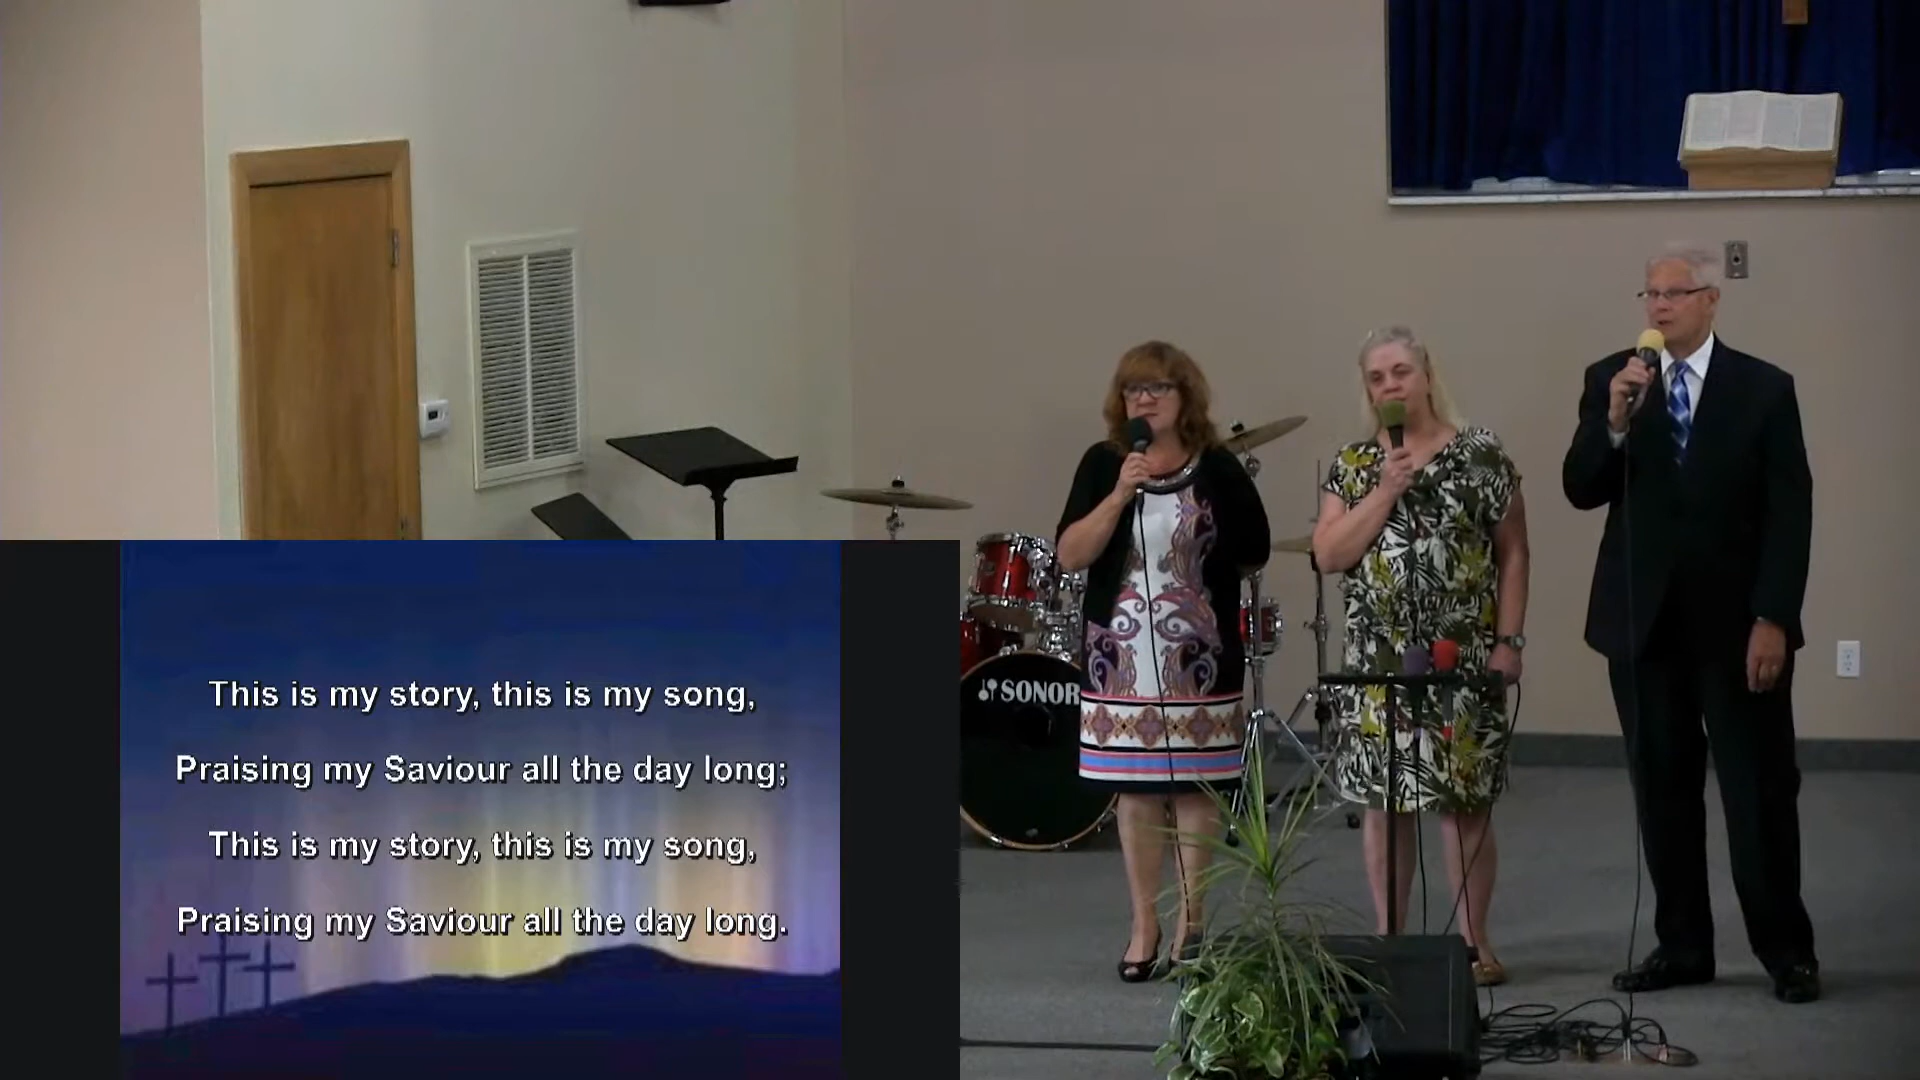 This is my story, this is my song,
Praising my Saviour all the day long;
This is my story, this is my song,
Praising my Saviour all the day long.
SONOR